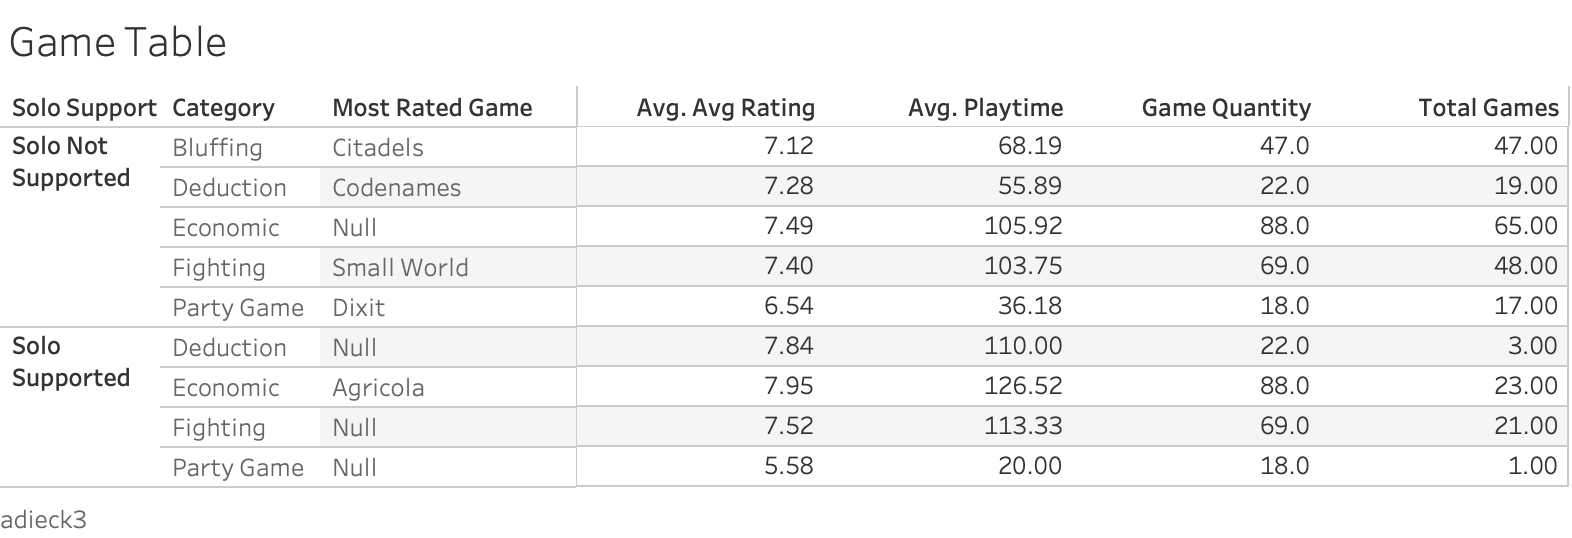 Game Table
Solo Support Category Most Rated Game Avg. Avg Rating Avg. Playtime Game Quantity Total Games
Solo Not Supported Bluffing Citadels 7.12 68.19 47.0 47.00
Deduction Codenames 7.28 55.89 22.0 19.00
Economic Null 7.49 105.92 88.0 65.00
Fighting Small World 7.40 103.75 69.0 48.00
Party Game Dixit 6.54 36.18 18.0 17.00
Solo Supported Deduction Null 7.84 110.00 22.0 3.00
Economic Agricola 7.95 126.52 88.0 23.00
Fighting Null 7.52 113.33 69.0 21.00
Party Game Null 5.58 20.00 18.0 1.00
adieck3